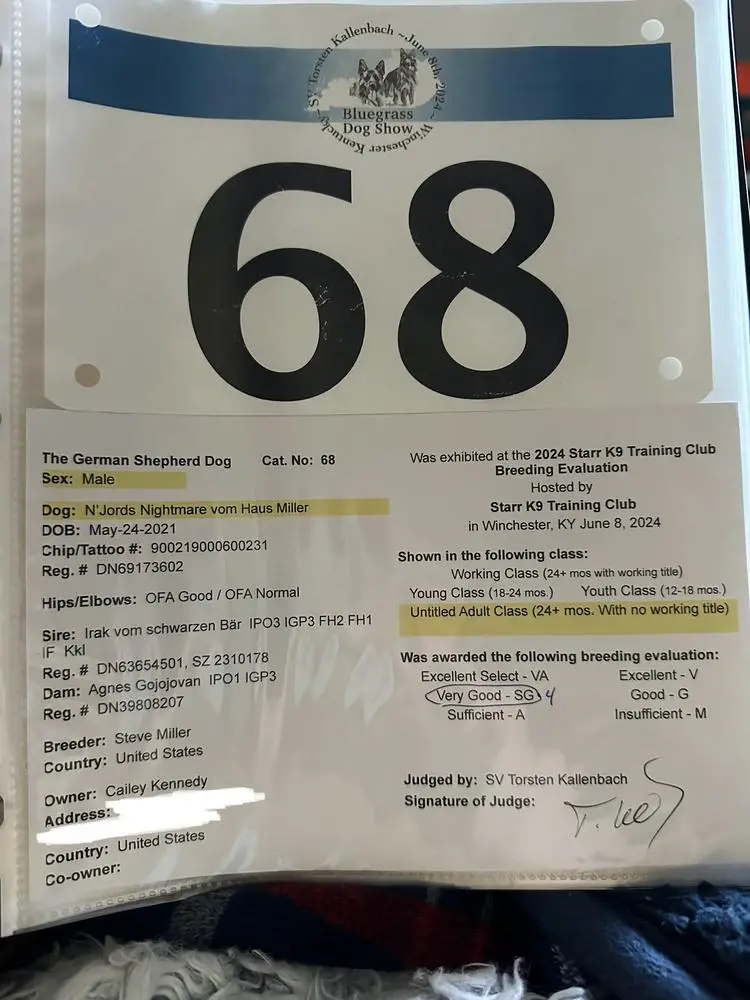 ~ SV Torsten Kallenbach ~ June 8th, 2024 ~ Winchester Kentucky
Bluegrass
Dog Show
68
The German Shepherd Dog Cat. No: 68
Sex: Male
Dog: N'Jords Nightmare vom Haus Miller
DOB: May-24-2021
Chip/Tattoo #: 900219000600231
Reg. # DN69173602
Hips/Elbows: OFA Good / OFA Normal
Sire: Irak vom schwarzen Bär IPO3 IGP3 FH2 FH1
IF Kkl
Reg. # DN63654501, SZ 2310178
Dam: Agnes Gojojovan IPO1 IGP3
Reg. # DN39808207
Breeder: Steve Miller
Country: United States
Owner: Cailey Kennedy
Address:
Country: United States
Co-owner:
Was exhibited at the 2024 Starr K9 Training Club
Breeding Evaluation
Hosted by
Starr K9 Training Club
in Winchester, KY June 8, 2024
Shown in the following class:
Working Class (24+ mos with working title)
Young Class (18-24 mos.) Youth Class (12-18 mos.)
Untitled Adult Class (24+ mos. With no working title)
Was awarded the following breeding evaluation:
Excellent Select - VA Excellent - V
Very Good - SG 4 Good - G
Sufficient - A Insufficient - M
Judged by: SV Torsten Kallenbach
Signature of Judge: